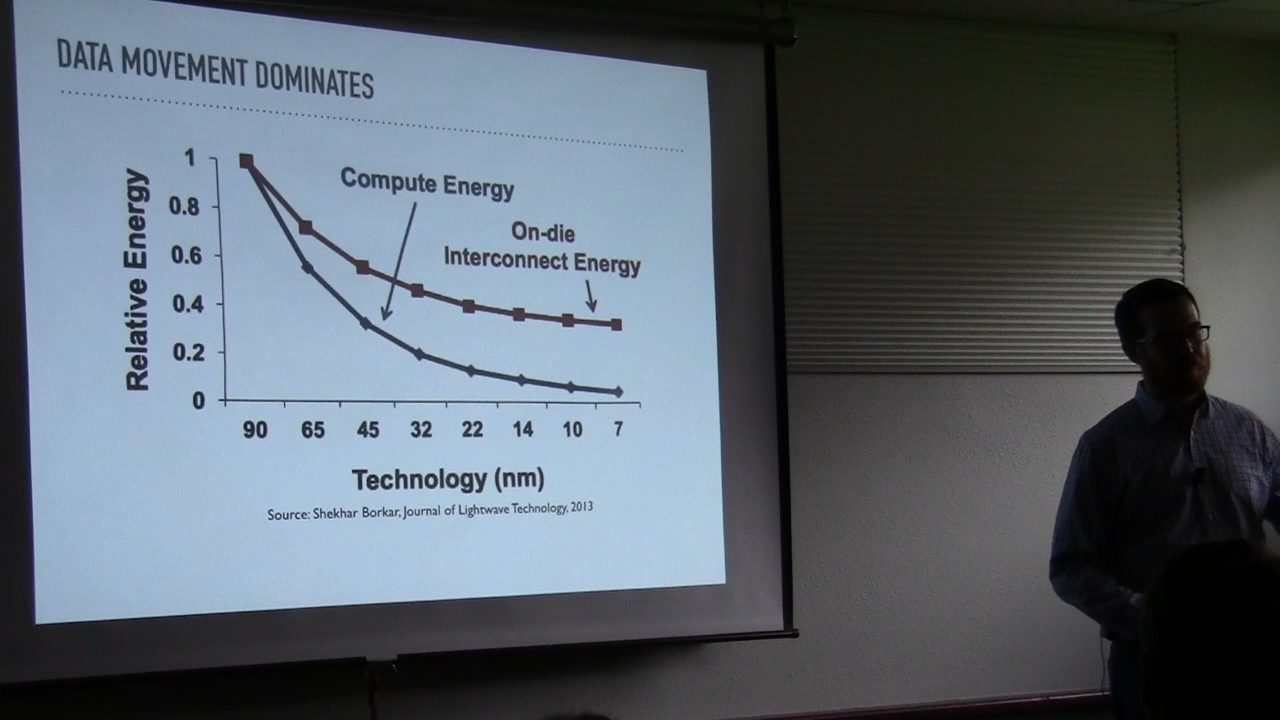 DATA MOVEMENT DOMINATES
Relative Energy
1
0.8
0.6
0.4
0.2
0
Compute Energy
On-die
Interconnect Energy
90 65 45 32 22 14 10 7
Technology (nm)
Source: Shekhar Borkar, Journal of Lightwave Technology, 2013